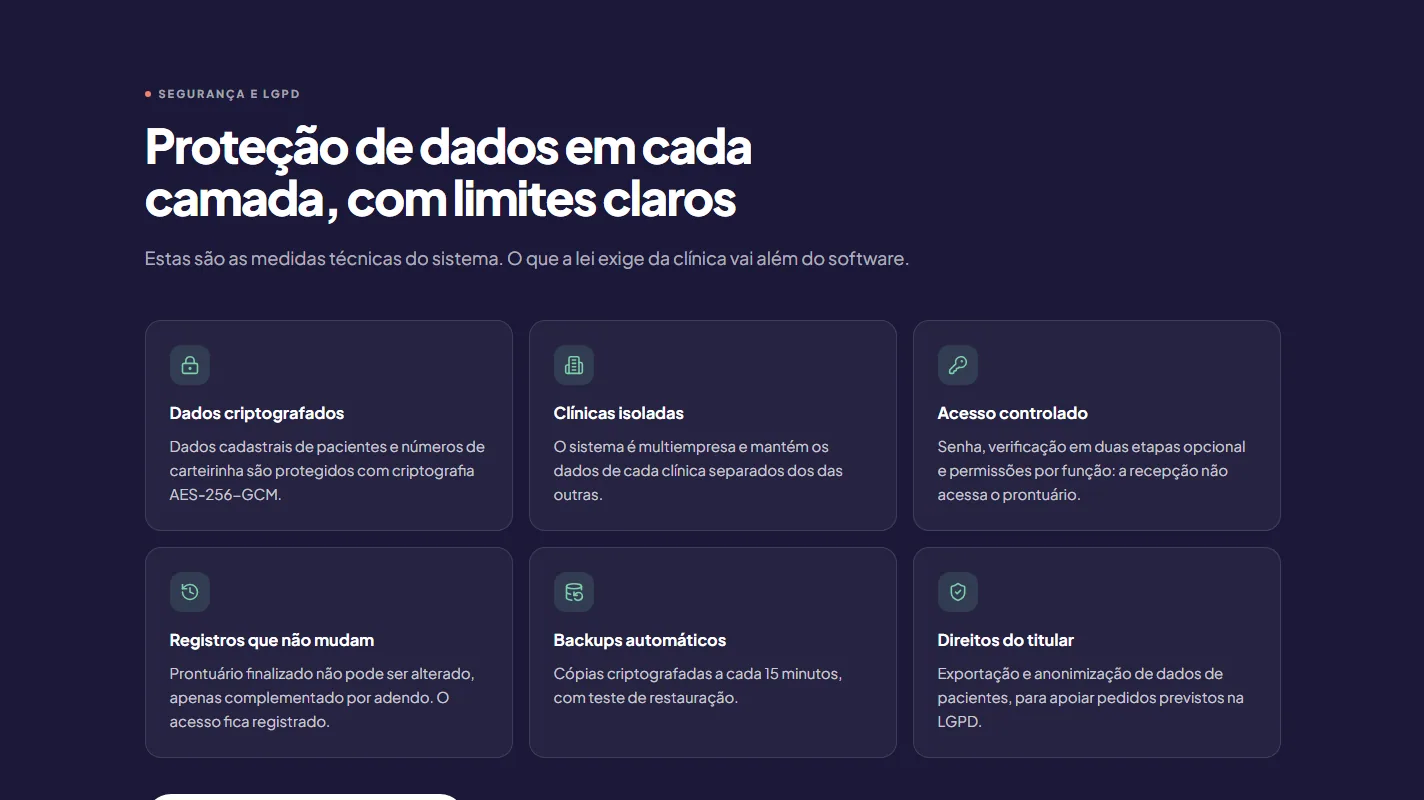 SEGURANÇA E LGPD
Proteção de dados em cada
camada, com limites claros
Estas são as medidas técnicas do sistema. O que a lei exige da clínica vai além do software.
Dados criptografados
Dados cadastrais de pacientes e números de
carteirinha são protegidos com criptografia
AES-256-GCM.
Clínicas isoladas
O sistema é multiempresa e mantém os
dados de cada clínica separados dos das
outras.
Acesso controlado
Senha, verificação em duas etapas opcional
e permissões por função: a recepção não
acessa o prontuário.
Registros que não mudam
Prontuário finalizado não pode ser alterado,
apenas complementado por adendo. O
acesso fica registrado.
Backups automáticos
Cópias criptografadas a cada 15 minutos,
com teste de restauração.
Direitos do titular
Exportação e anonimização de dados de
pacientes, para apoiar pedidos previstos na
LGPD.